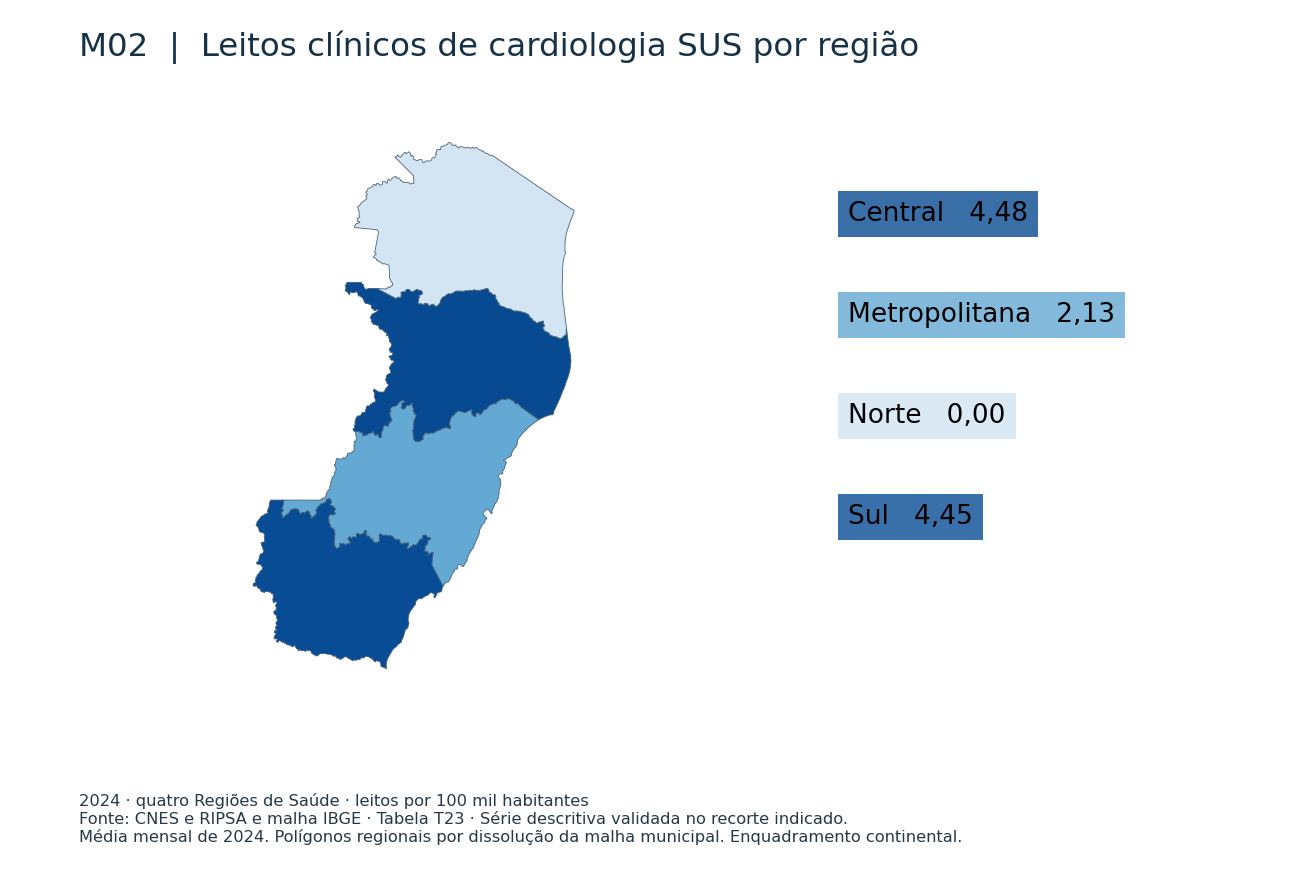 M02 | Leitos clínicos de cardiologia SUS por região
Central 4,48
Metropolitana 2,13
Norte 0,00
Sul 4,45
2024 · quatro Regiões de Saúde · leitos por 100 mil habitantes
Fonte: CNES e RIPSA e malha IBGE · Tabela T23 · Série descritiva validada no recorte indicado.
Média mensal de 2024. Polígonos regionais por dissolução da malha municipal. Enquadramento continental.